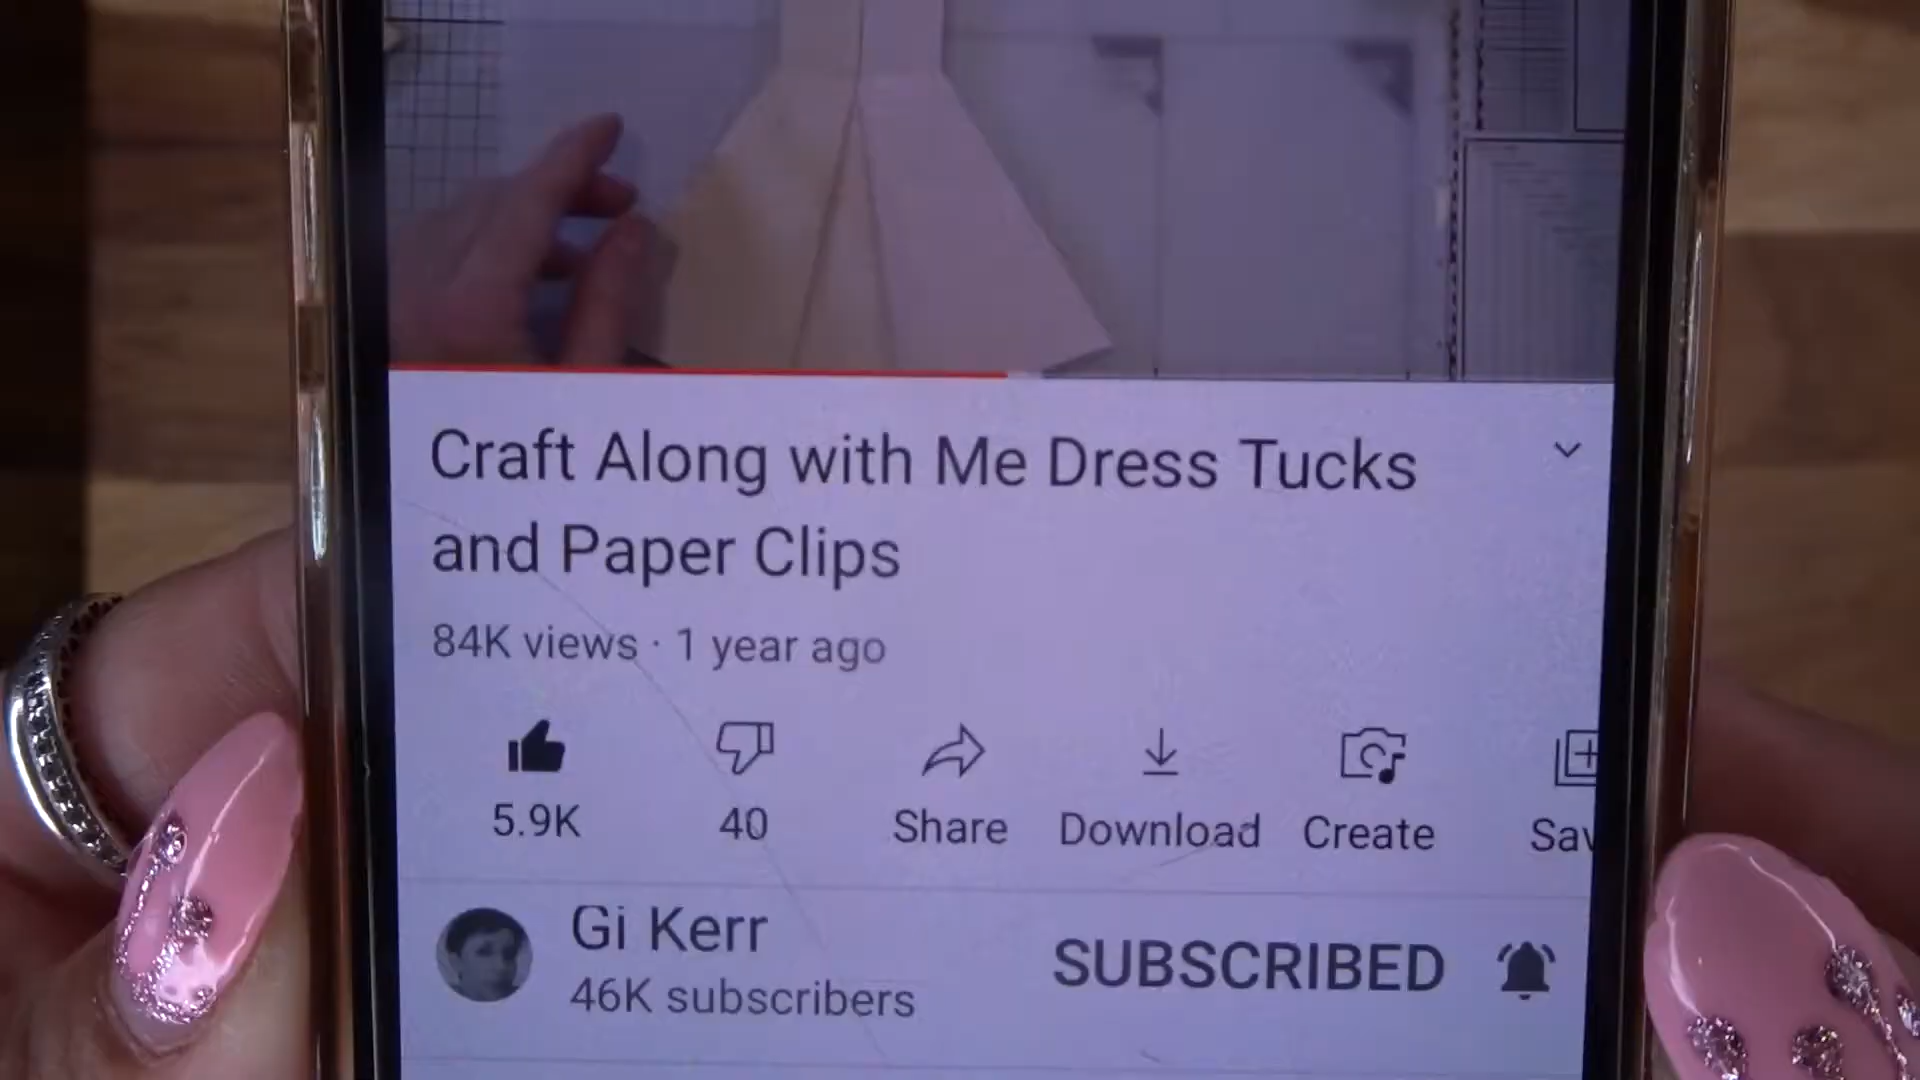 Craft Along with Me Dress Tucks
and Paper Clips
84K views · 1 year ago
5.9K
40
Share
Download
Create
Sav
Gi Kerr
46K subscribers
SUBSCRIBED